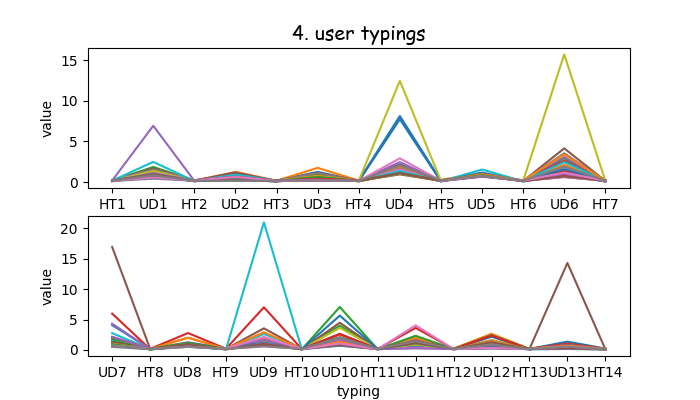 4. user typings
value
15
10
5
0
HT1 UD1 HT2 UD2 HT3 UD3 HT4 UD4 HT5 UD5 HT6 UD6 HT7
value
20
15
10
5
0
UD7 HT8 UD8 HT9 UD9 HT10 UD10 HT11 UD11 HT12 UD12 HT13 UD13 HT14
typing